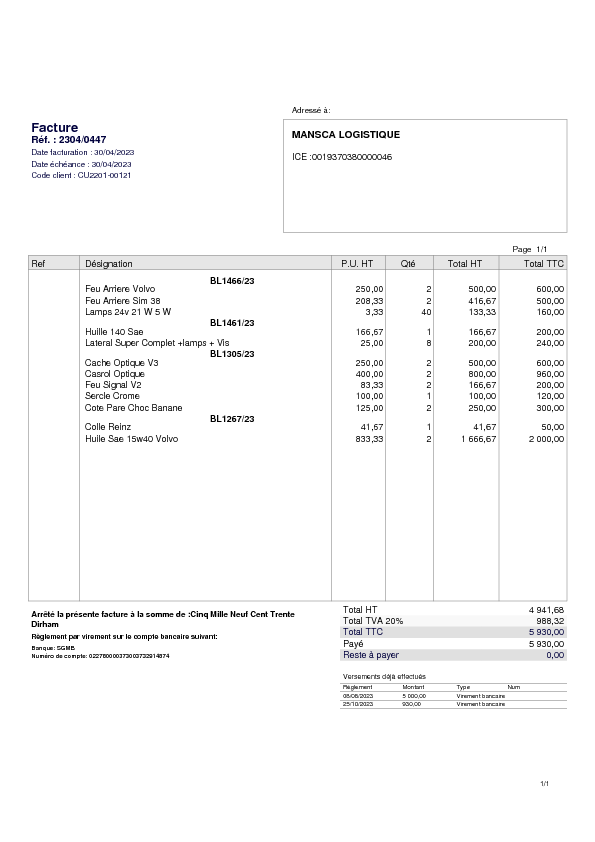 Adressé à:
Facture
Réf. : 2304/0447
Date facturation : 30/04/2023
Date échéance : 30/04/2023
Code client : CU2201-00121
MANSCA LOGISTIQUE
ICE :0019370380000046
Page 1/1
Ref Désignation P.U. HT Qté Total HT Total TTC
BL1466/23
Feu Arriere Volvo 250,00 2 500,00 600,00
Feu Arriere Sim 38 208,33 2 416,67 500,00
Lamps 24v 21 W 5 W 3,33 40 133,33 160,00
BL1461/23
Huille 140 Sae 166,67 1 166,67 200,00
Lateral Super Complet +lamps + Vis 25,00 8 200,00 240,00
BL1305/23
Cache Optique V3 250,00 2 500,00 600,00
Casrol Optique 400,00 2 800,00 960,00
Feu Signal V2 83,33 2 166,67 200,00
Sercle Crome 100,00 1 100,00 120,00
Cote Pare Choc Banane 125,00 2 250,00 300,00
BL1267/23
Colle Reinz 41,67 1 41,67 50,00
Huile Sae 15w40 Volvo 833,33 2 1 666,67 2 000,00
Arrêté la présente facture à la somme de :Cinq Mille Neuf Cent Trente
Dirham
Règlement par virement sur le compte bancaire suivant:
Banque: SGMB
Numéro de compte: 022780000373003732914874
Total HT 4 941,68
Total TVA 20% 988,32
Total TTC 5 930,00
Payé 5 930,00
Reste à payer 0,00
Versements déjà effectués
Règlement Montant Type Num
08/08/2023 5 000,00 Virement bancaire
25/10/2023 930,00 Virement bancaire
1/1